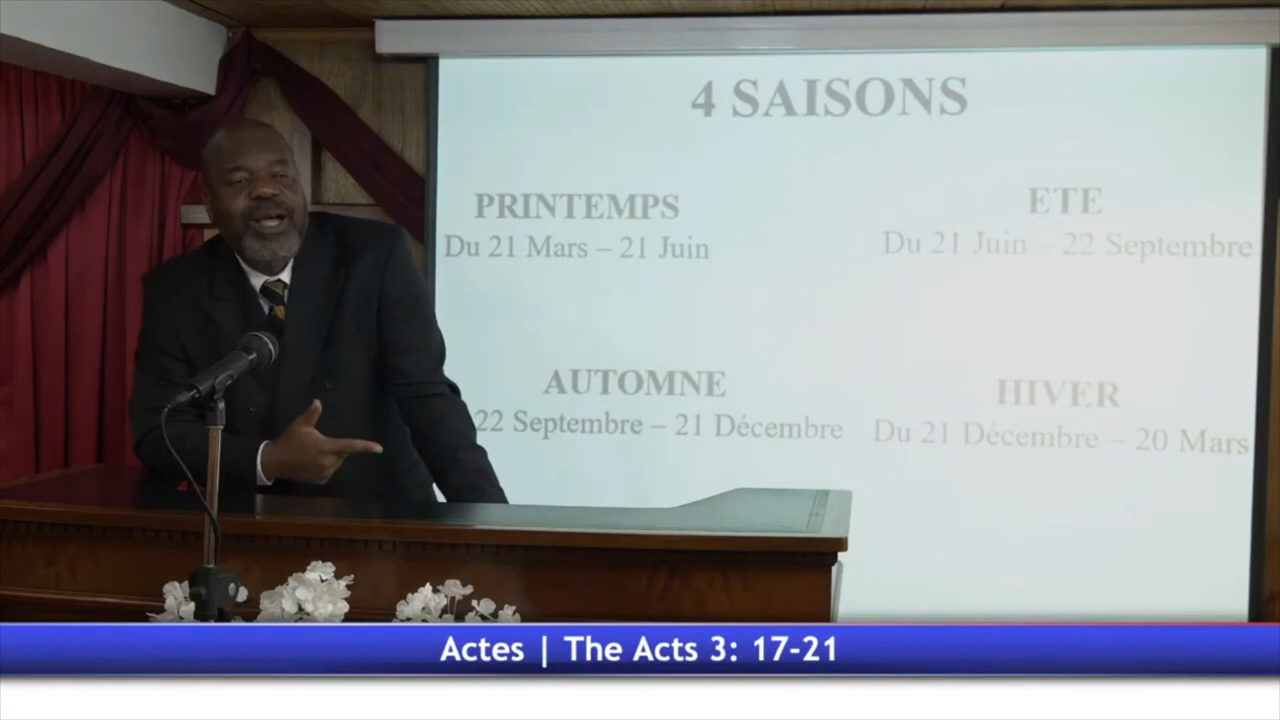 4 SAISONS
PRINTEMPS
Du 21 Mars – 21 Juin
ETE
Du 21 Juin – 22 Septembre
AUTOMNE
22 Septembre – 21 Décembre
HIVER
Du 21 Décembre – 20 Mars
Actes | The Acts 3: 17-21